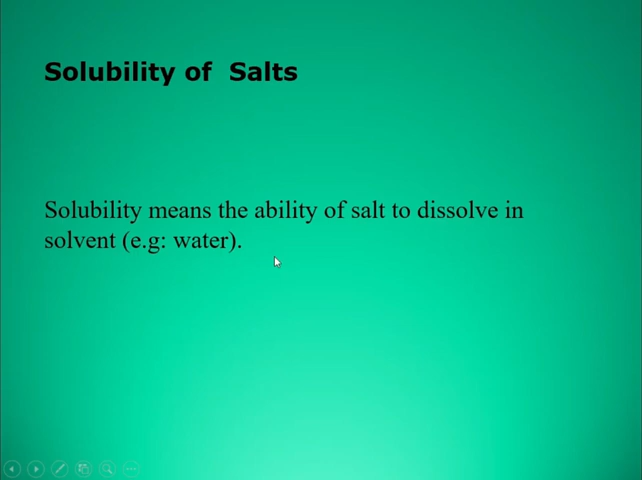 Solubility of  Salts
Solubility means the ability of salt to dissolve in
solvent (e.g: water).